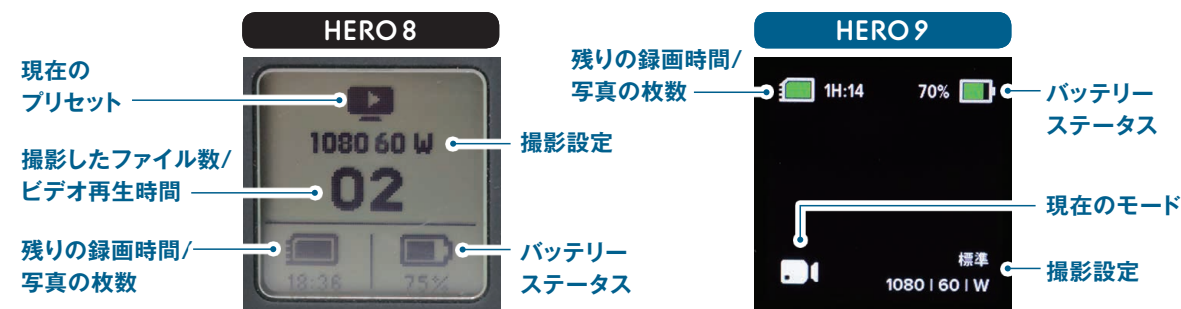 HERO8
現在の
プリセット
1080 60 W
撮影設定
撮影したファイル数/
ビデオ再生時間
02
残りの録画時間/
写真の枚数
18:36
75%
バッテリー
ステータス
HERO9
残りの録画時間/
写真の枚数
1H:14
70%
バッテリー
ステータス
現在のモード
標準
1080 | 60 | W
撮影設定